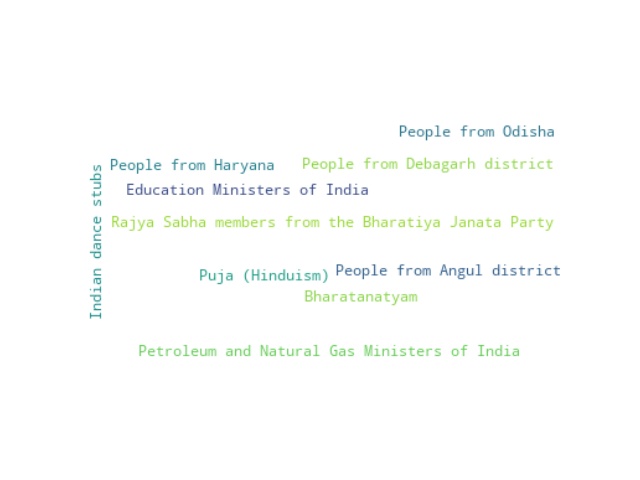 People from Odisha
People from Haryana
People from Debagarh district
Education Ministers of India
Rajya Sabha members from the Bharatiya Janata Party
Indian dance stubs
Puja (Hinduism)
People from Angul district
Bharatanatyam
Petroleum and Natural Gas Ministers of India